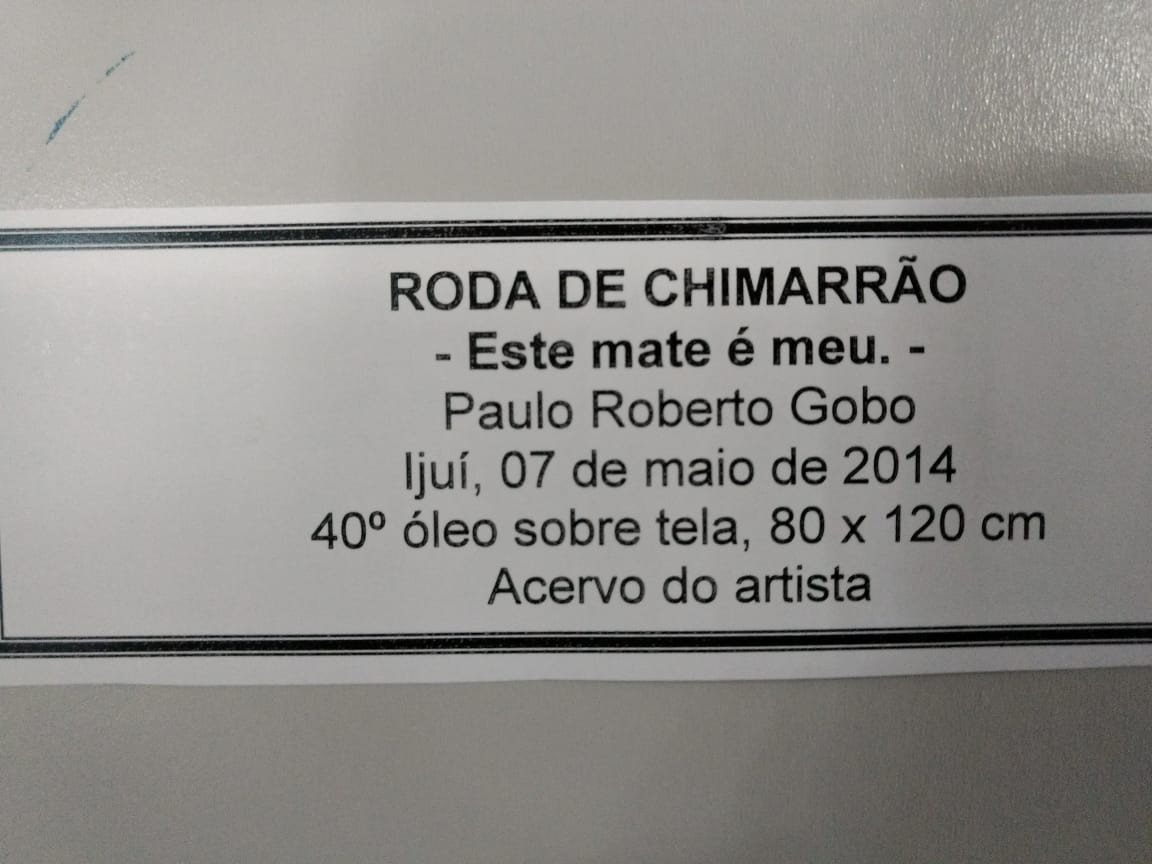 RODA DE CHIMARRÃO
- Este mate é meu. -
Paulo Roberto Gobo
Ijuí, 07 de maio de 2014
40º óleo sobre tela, 80 x 120 cm
Acervo do artista